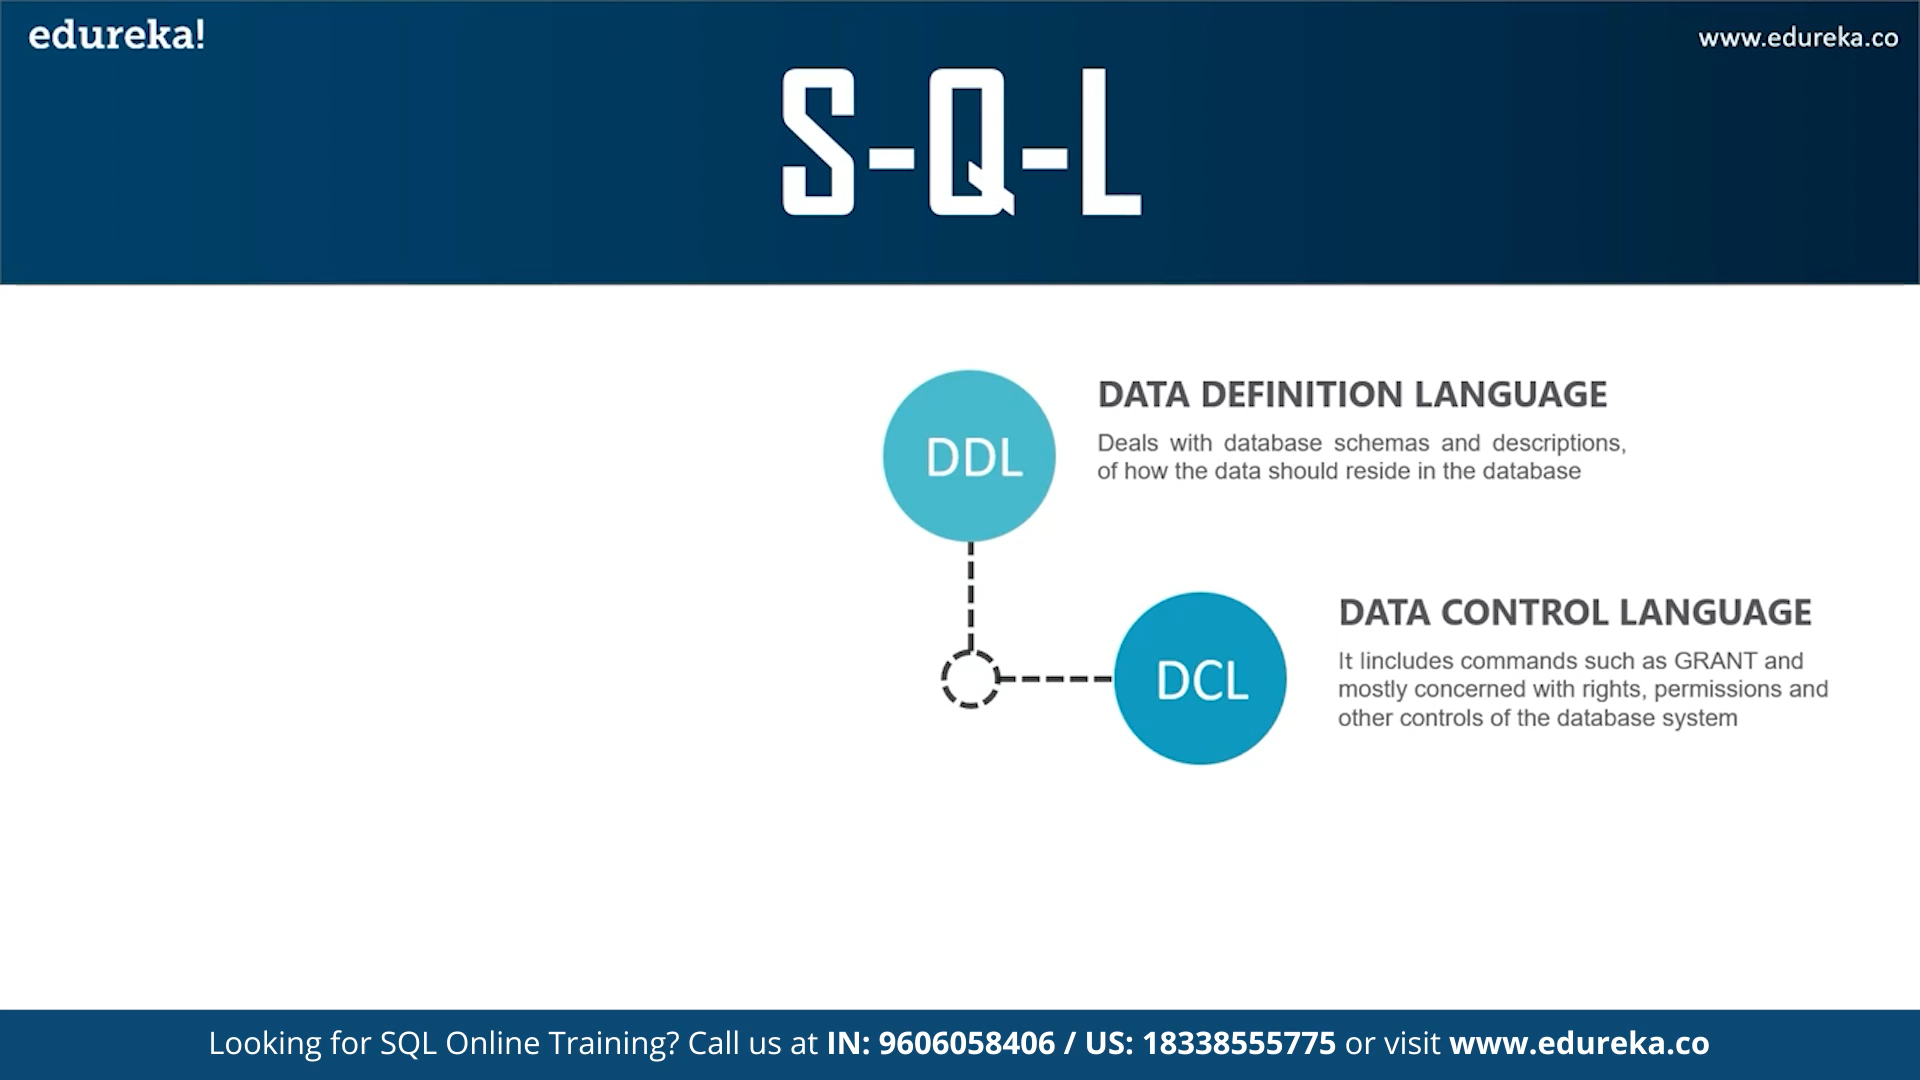 edureka!
www.edureka.co
S-Q-L
DDL
DATA DEFINITION LANGUAGE
Deals with database schemas and descriptions,
of how the data should reside in the database
DCL
DATA CONTROL LANGUAGE
It lincludes commands such as GRANT and
mostly concerned with rights, permissions and
other controls of the database system
Looking for SQL Online Training? Call us at IN: 9606058406 / US: 18338555775 or visit www.edureka.co